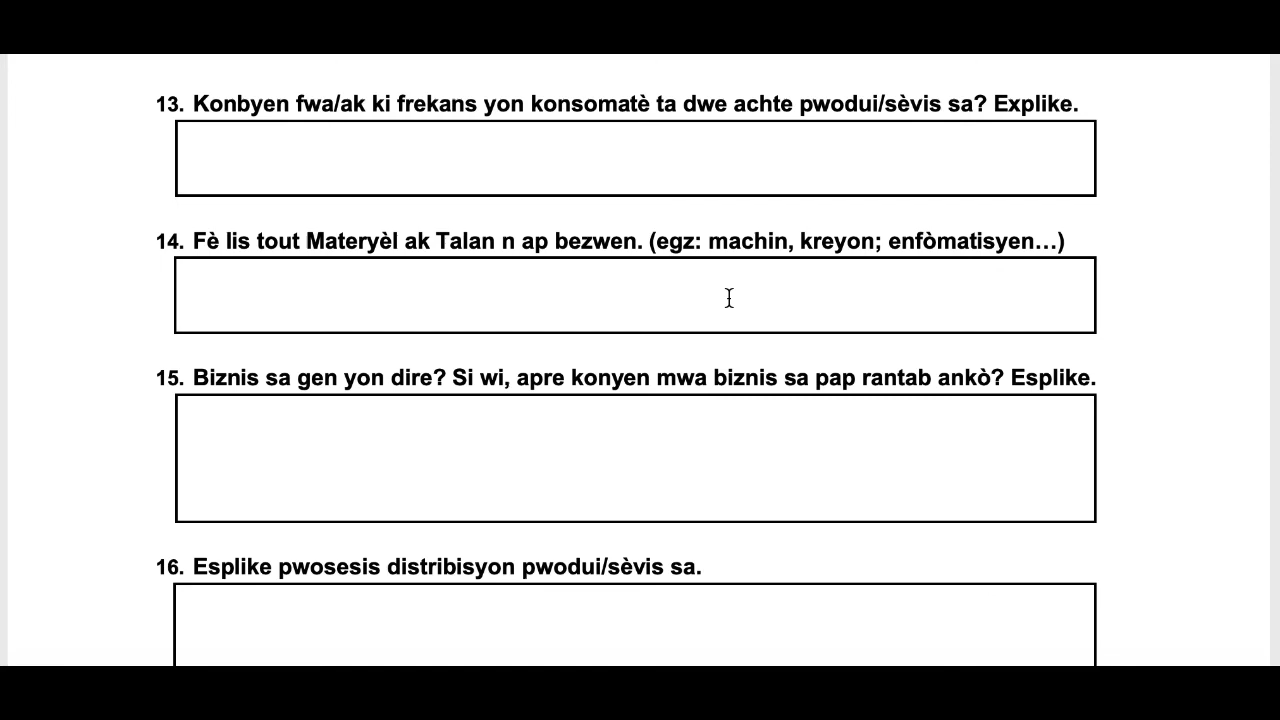 13. Konbyen fwa/ak ki frekans yon konsomatè ta dwe achte pwodui/sèvis sa? Explike.
14. Fè lis tout Materyèl ak Talan n ap bezwen. (egz: machin, kreyon; enfòmatisyen…)
15. Biznis sa gen yon dire? Si wi, apre konyen mwa biznis sa pap rantab ankò? Esplike.
16. Esplike pwosesis distribisyon pwodui/sèvis sa.